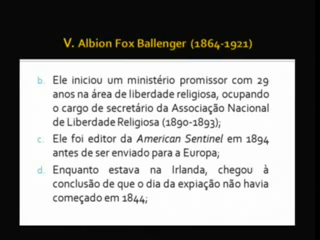 V. Albion Fox Ballenger (1864-1921)
b. Ele iniciou um ministério promissor com 29
anos na área de liberdade religiosa, ocupando
o cargo de secretário da Associação Nacional
de Liberdade Religiosa (1890-1893);
c. Ele foi editor da American Sentinel em 1894
antes de ser enviado para a Europa;
d. Enquanto estava na Irlanda, chegou à
conclusão de que o dia da expiação não havia
começado em 1844;